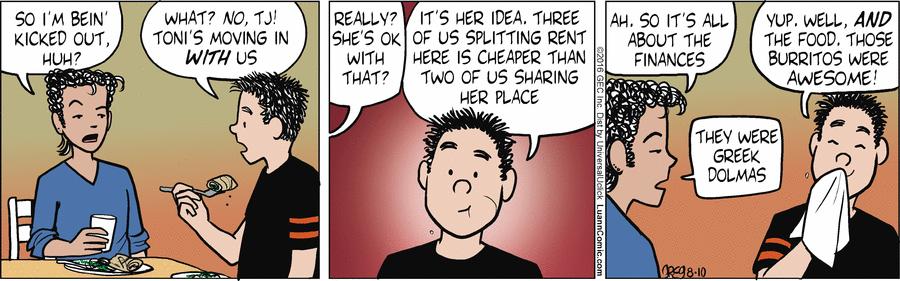 SO I'M BEIN'
KICKED OUT,
HUH?
WHAT? NO, TJ!
TONI'S MOVING IN
WITH US
REALLY?
SHE'S OK
WITH
THAT?
IT'S HER IDEA. THREE
OF US SPLITTING RENT
HERE IS CHEAPER THAN
TWO OF US SHARING
HER PLACE
©2016 GEC Inc. Dist by UniversalUclick LuannComic.com
AH. SO IT'S ALL
ABOUT THE
FINANCES
YUP. WELL, AND
THE FOOD. THOSE
BURRITOS WERE
AWESOME!
THEY WERE
GREEK
DOLMAS
8-10